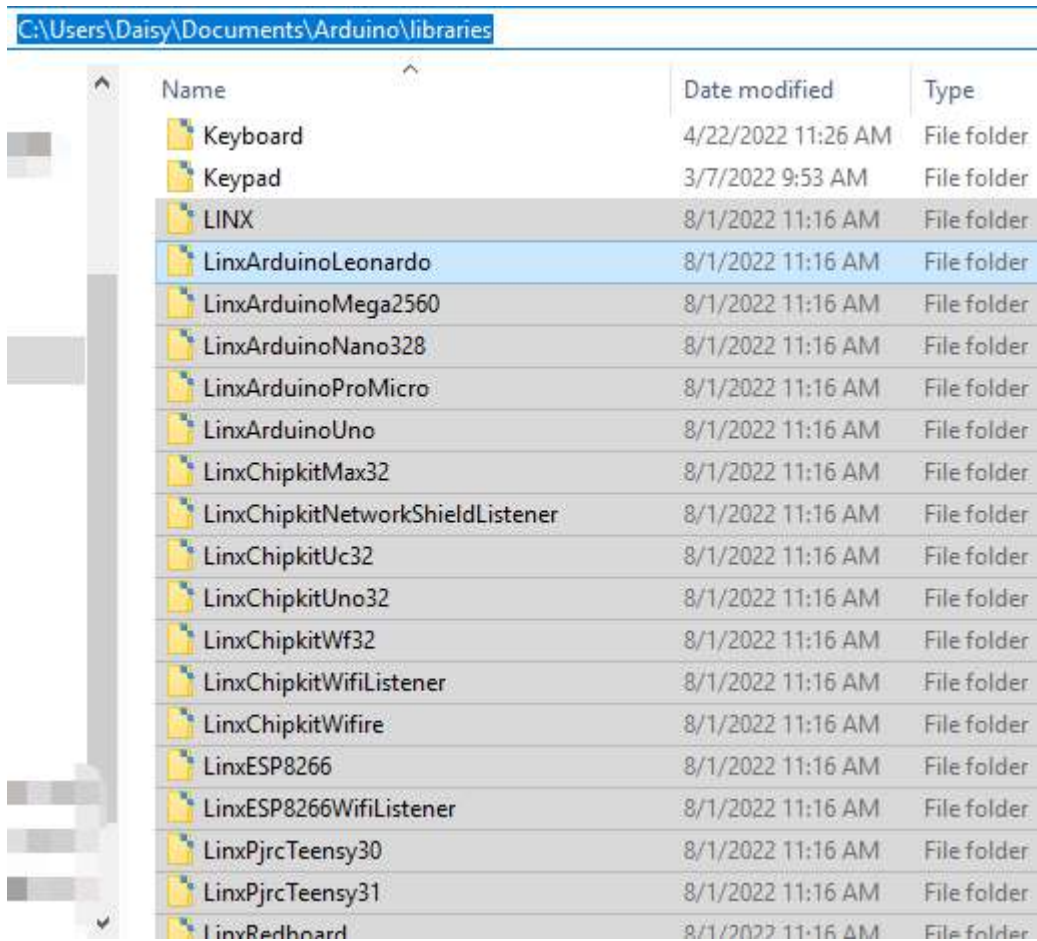 C:\Users\Daisy\Documents\Arduino\libraries
Name Date modified Type
Keyboard 4/22/2022 11:26 AM File folder
Keypad 3/7/2022 9:53 AM File folder
LINX 8/1/2022 11:16 AM File folder
LinxArduinoLeonardo 8/1/2022 11:16 AM File folder
LinxArduinoMega2560 8/1/2022 11:16 AM File folder
LinxArduinoNano328 8/1/2022 11:16 AM File folder
LinxArduinoProMicro 8/1/2022 11:16 AM File folder
LinxArduinoUno 8/1/2022 11:16 AM File folder
LinxChipkitMax32 8/1/2022 11:16 AM File folder
LinxChipkitNetworkShieldListener 8/1/2022 11:16 AM File folder
LinxChipkitUc32 8/1/2022 11:16 AM File folder
LinxChipkitUno32 8/1/2022 11:16 AM File folder
LinxChipkitWf32 8/1/2022 11:16 AM File folder
LinxChipkitWifiListener 8/1/2022 11:16 AM File folder
LinxChipkitWifire 8/1/2022 11:16 AM File folder
LinxESP8266 8/1/2022 11:16 AM File folder
LinxESP8266WifiListener 8/1/2022 11:16 AM File folder
LinxPjrcTeensy30 8/1/2022 11:16 AM File folder
LinxPjrcTeensy31 8/1/2022 11:16 AM File folder
LinxRedboard 8/1/2022 11:16 AM File folder